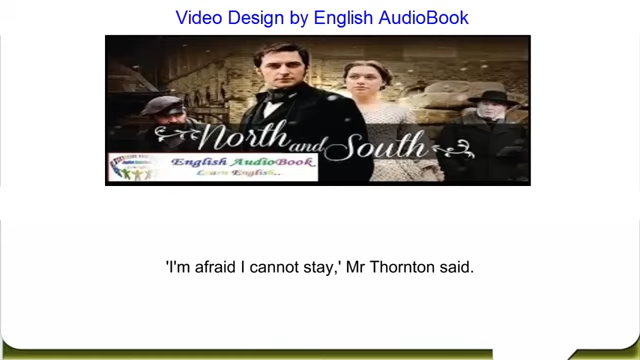 Video Design by English AudioBook
North and South
English AudioBook
Learn English...
'I'm afraid I cannot stay,' Mr Thornton said.